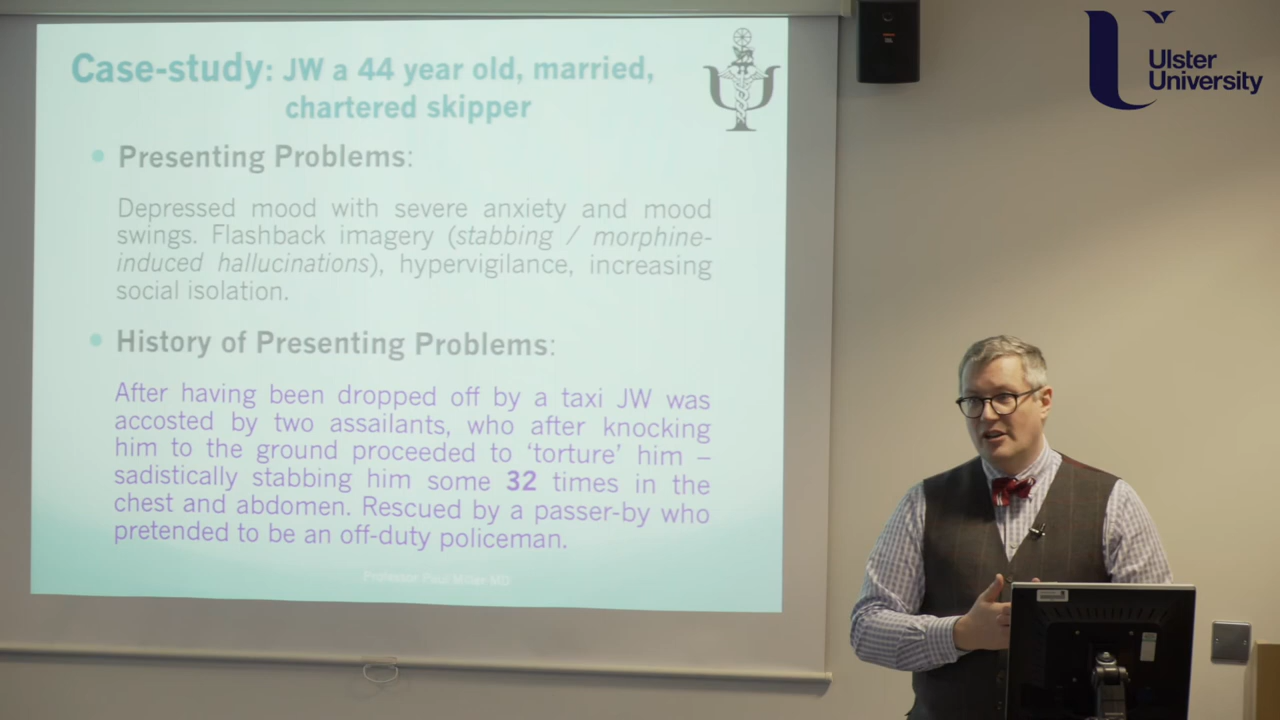 Case-study: JW a 44 year old, married,
chartered skipper
Presenting Problems:
Depressed mood with severe anxiety and mood
swings. Flashback imagery (stabbing / morphine-
induced hallucinations), hypervigilance, increasing
social isolation.
History of Presenting Problems:
After having been dropped off by a taxi JW was
accosted by two assailants, who after knocking
him to the ground proceeded to ‘torture’ him –
sadistically stabbing him some 32 times in the
chest and abdomen. Rescued by a passer-by who
pretended to be an off-duty policeman.
Professor Paul Miller MD
Ulster
University